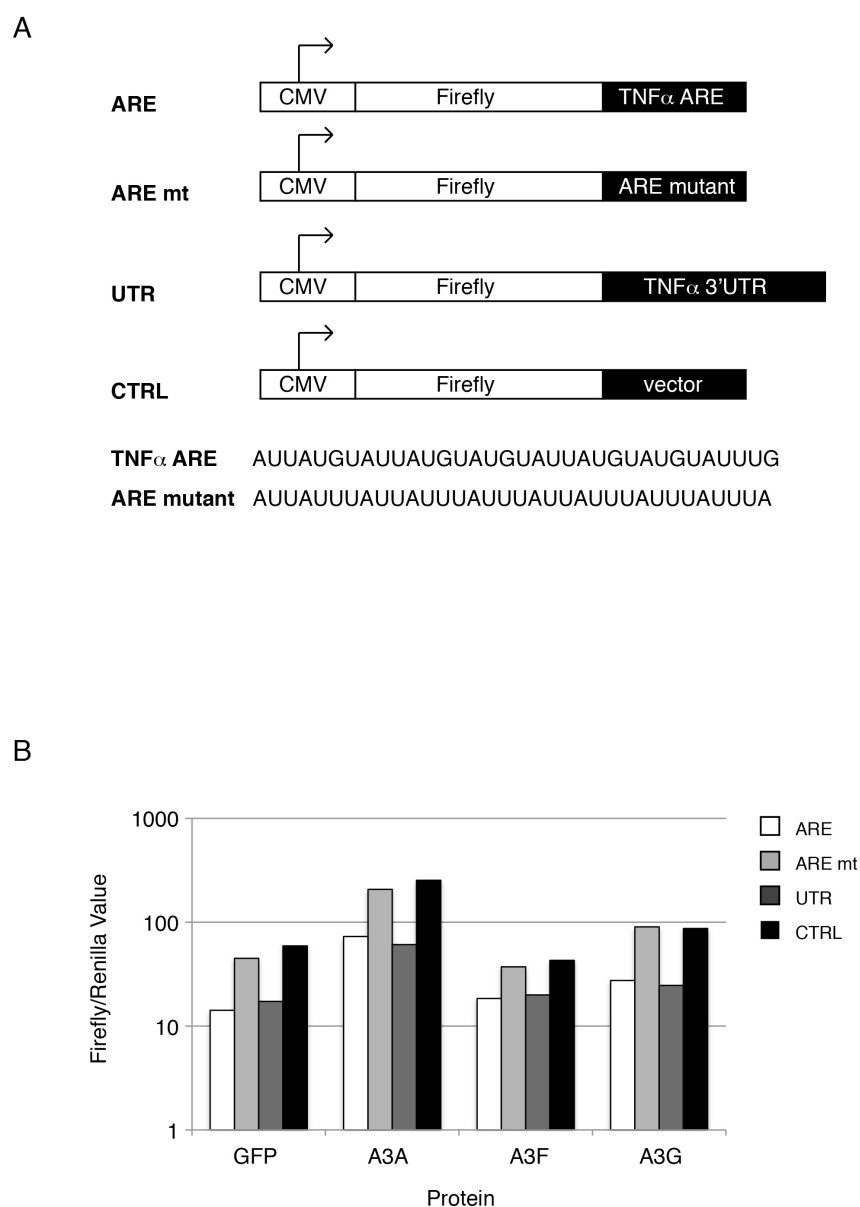 A
ARE CMV Firefly TNFα ARE
ARE mt CMV Firefly ARE mutant
UTR CMV Firefly TNFα 3'UTR
CTRL CMV Firefly vector
TNFα ARE AUUAUGUAUUAUGUAUGUAUUAUGUAUGUAUUUG
ARE mutant AUUAUUUAUUAUUUAUUUAUUAUUUAUUUAUUUA
B
1000
100
10
1
Firefly/Renilla Value
GFP A3A A3F A3G
Protein
ARE
ARE mt
UTR
CTRL